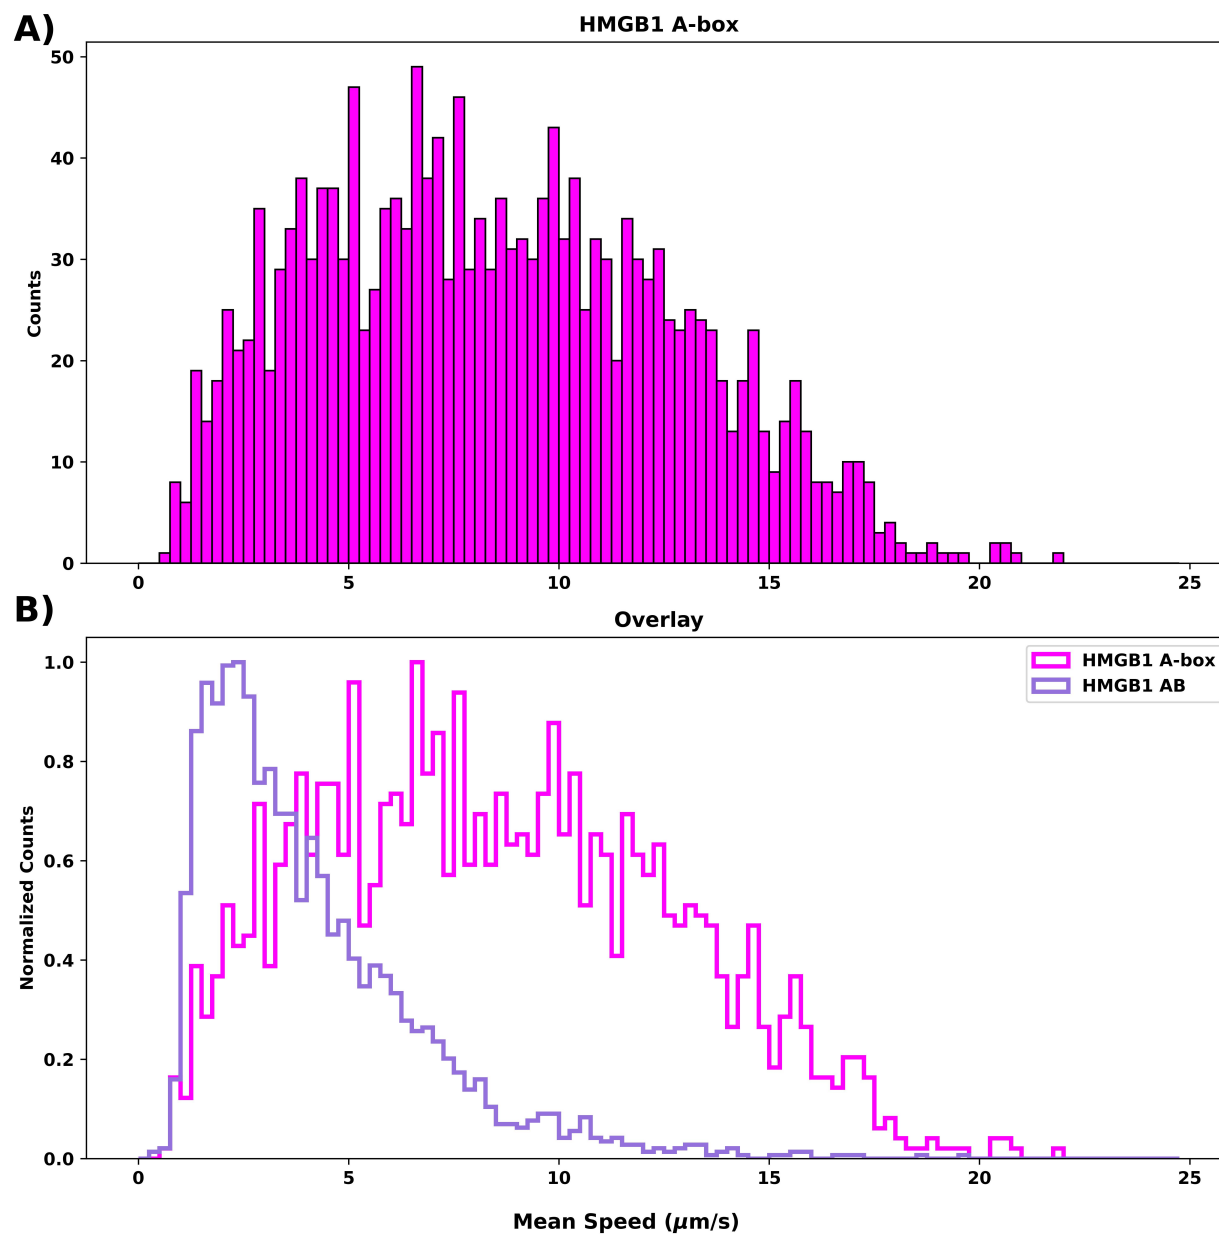 A)
HMGB1 A-box
50
40
30
20
10
0
Counts
0 5 10 15 20 25
B)
Overlay
1.0
0.8
0.6
0.4
0.2
0.0
Normalized Counts
HMGB1 A-box
HMGB1 AB
0 5 10 15 20 25
Mean Speed (μm/s)